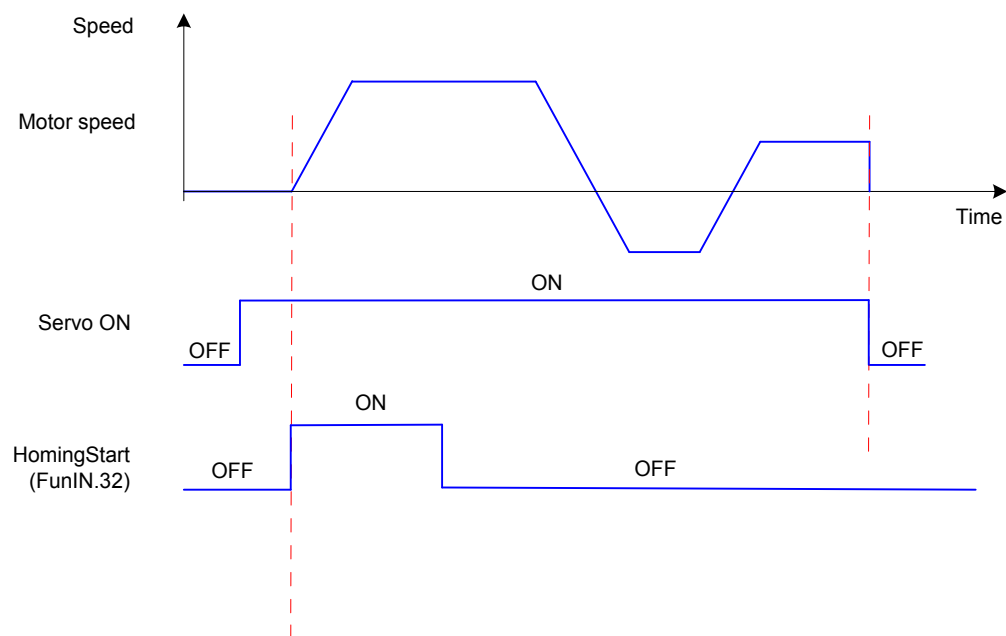 Speed
Motor speed
Time
ON
Servo ON
OFF
OFF
ON
HomingStart
(FunIN.32)
OFF
OFF